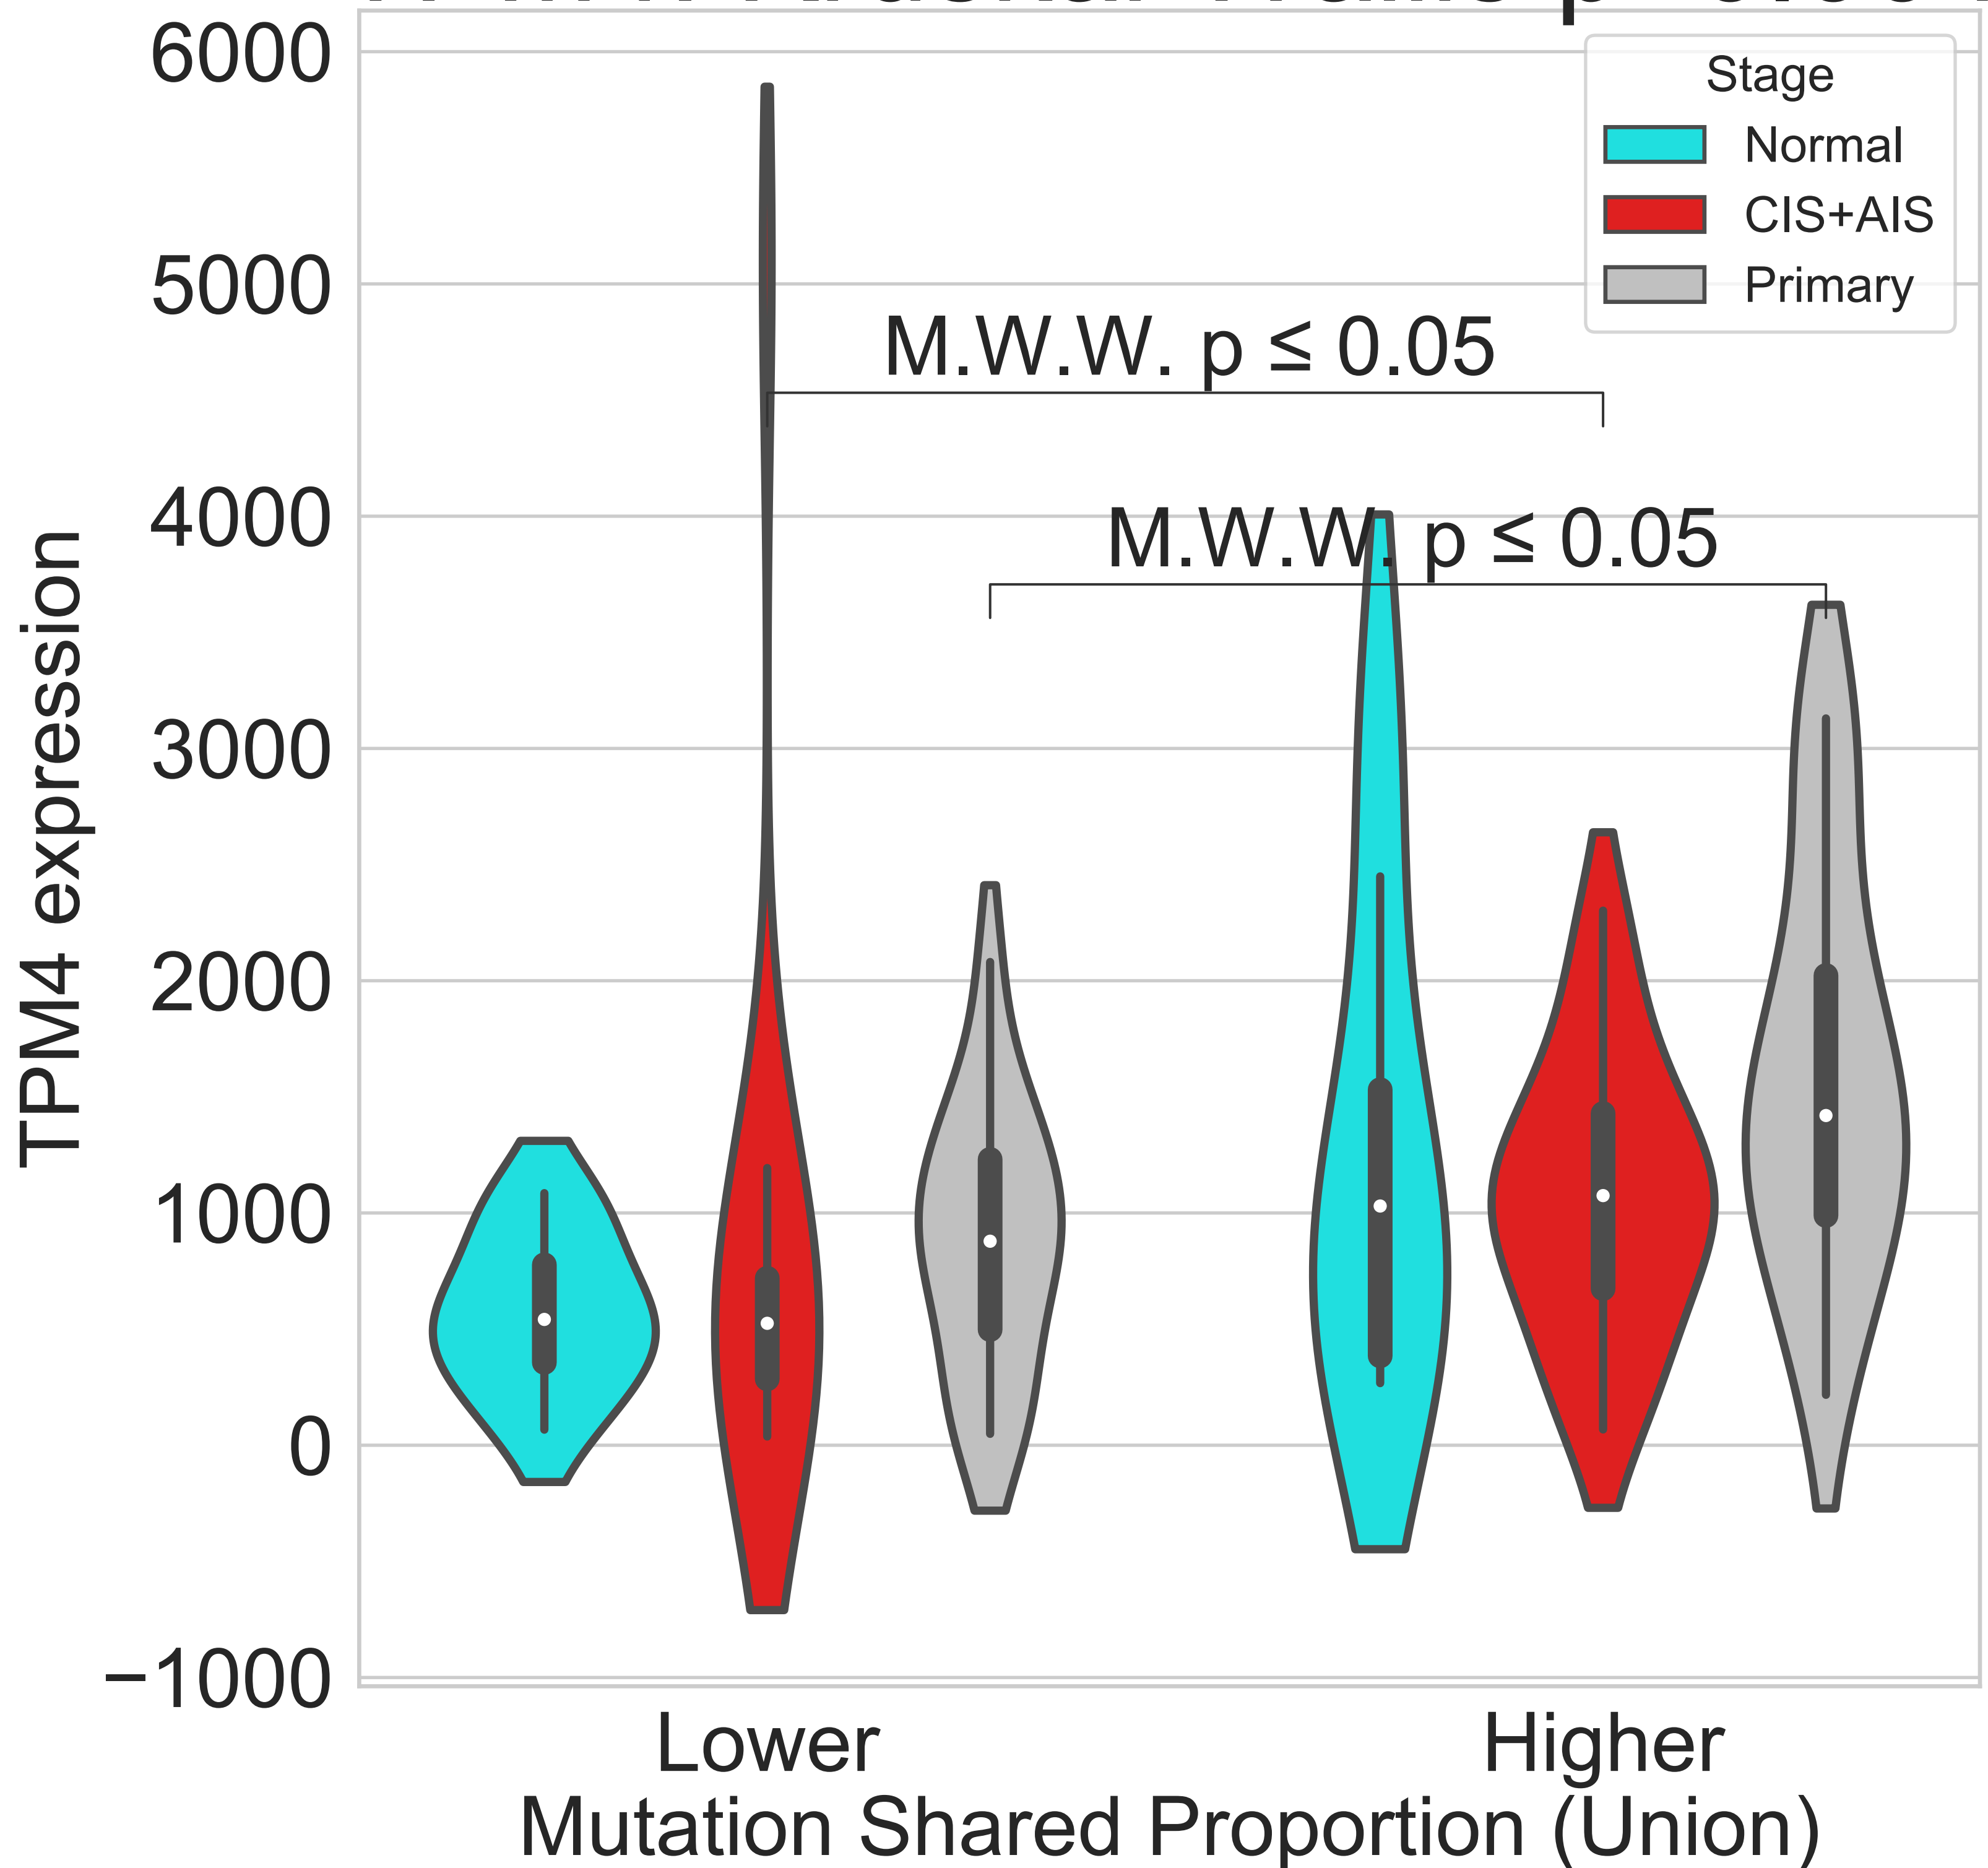 6000
5000
4000
3000
2000
1000
0
−1000
TPM4 expression
Stage
Normal
CIS+AIS
Primary
M.W.W. p ≤ 0.05
M.W.W. p ≤ 0.05
Lower
Higher
Mutation Shared Proportion (Union)